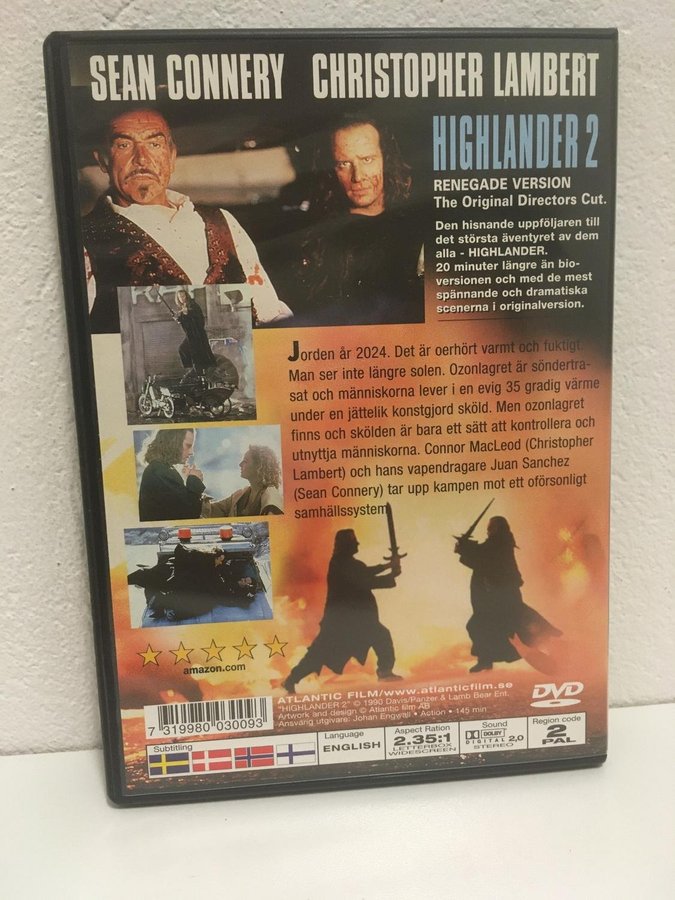 SEAN CONNERY CHRISTOPHER LAMBERT
HIGHLANDER 2
RENEGADE VERSION
The Original Directors Cut.
Den hisnande uppföljaren till
det största äventyret av dem
alla - HIGHLANDER.
20 minuter längre än bio-
versionen och med de mest
spännande och dramatiska
scenerna i originalversion.
Jorden år 2024. Det är oerhört varmt och fuktigt.
Man ser inte längre solen. Ozonlagret är söndertra-
sat och människorna lever i en evig 35 gradig värme
under en jättelik konstgjord sköld. Men ozonlagret
finns och skölden är bara ett sätt att kontrollera och
utnyttja människorna. Connor MacLeod (Christopher
Lambert) och hans vapendragare Juan Sanchez
(Sean Connery) tar upp kampen mot ett oförsonligt
samhällssystem.
amazon.com
ATLANTIC FILM/www.atlanticfilm.se
"HIGHLANDER 2" © 1990 Davis/Panzer & Lamb Bear Ent.
Artwork and design © Atlantic film AB
Ansvarig utgivare: Johan Engwall • Action • 145 min
DVD
7 319980 030093
Subtitling
Language
ENGLISH
Aspect Ration
2.35:1
LETTERBOX
WIDESCREEN
Sound
DOLBY
DIGITAL 2,0
STEREO
Region code
2
PAL